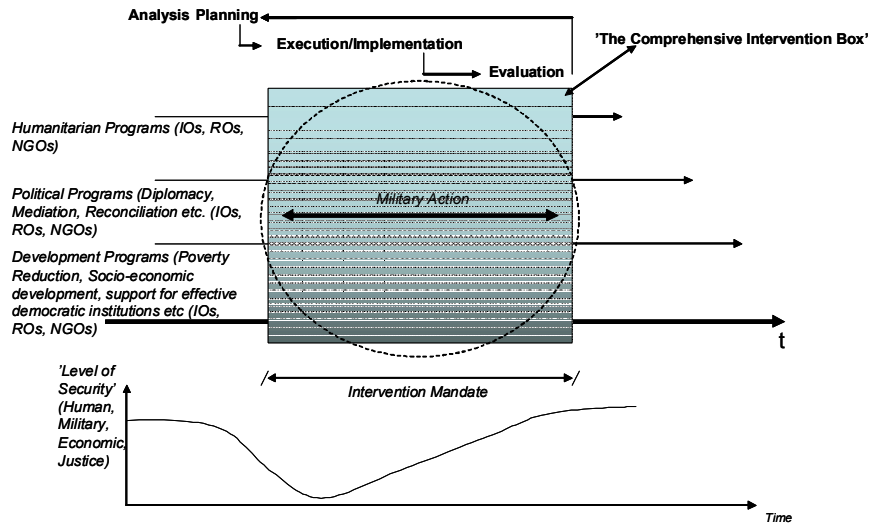 Analysis Planning
Execution/Implementation
'The Comprehensive Intervention Box'
Evaluation
Humanitarian Programs (IOs, ROs,
NGOs)
Military Action
Political Programs (Diplomacy,
Mediation, Reconciliation etc. (IOs,
ROs, NGOs)
Development Programs (Poverty
Reduction, Socio-economic
development, support for effective
democratic institutions etc (IOs,
ROs, NGOs)
t
'Level of
Security'
(Human,
Military,
Economic,
Justice)
Intervention Mandate
Time